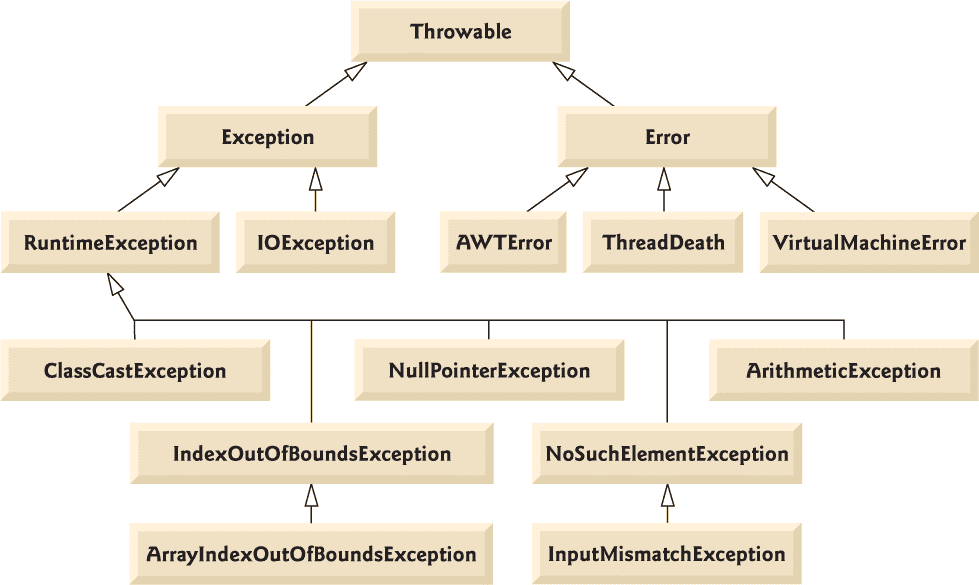 Throwable
Exception
Error
RuntimeException
IOException
AWTError
ThreadDeath
VirtualMachineError
ClassCastException
NullPointerException
ArithmeticException
IndexOutOfBoundsException
NoSuchElementException
ArrayIndexOutOfBoundsException
InputMismatchException